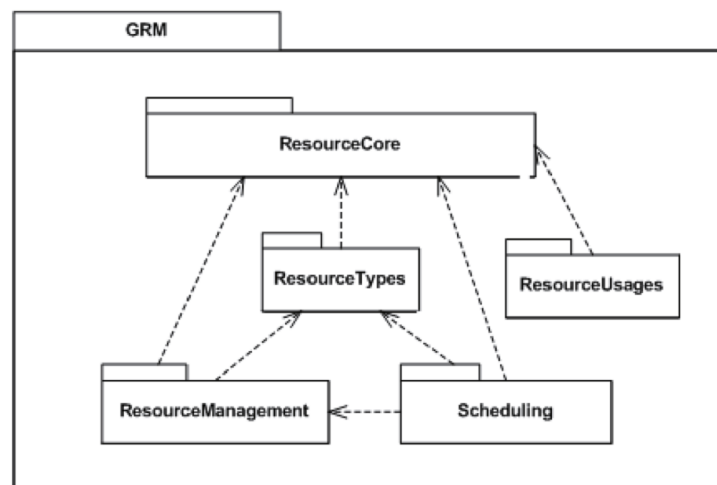 GRM
ResourceCore
ResourceTypes
ResourceUsages
ResourceManagement
Scheduling